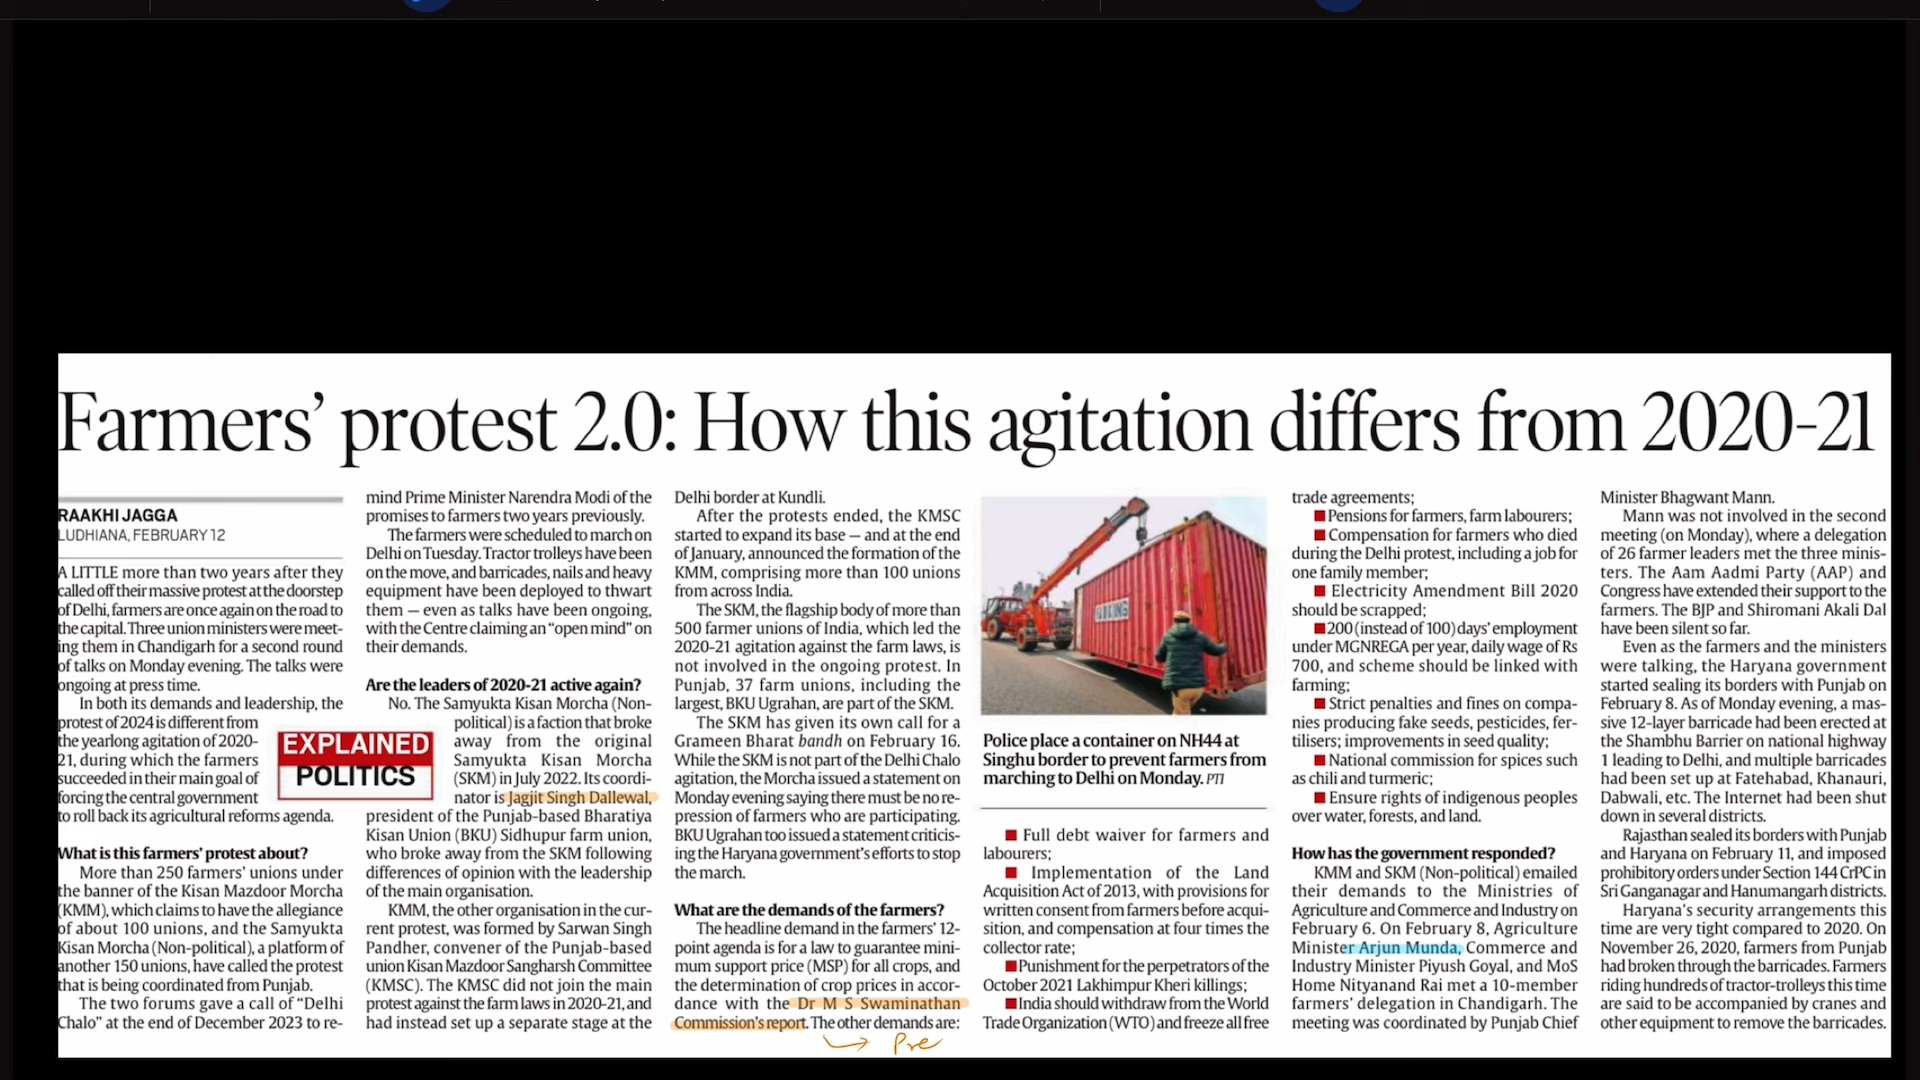 Farmers' protest 2.0: How this agitation differs from 2020-21
RAAKHI JAGGA
LUDHIANA, FEBRUARY 12
A LITTLE more than two years after they
called off their massive protest at the doorstep
of Delhi, farmers are once again on the road to
the capital. Three union ministers were meet-
ing them in Chandigarh for a second round
of talks on Monday evening. The talks were
ongoing at press time.
In both its demands and leadership, the
protest of 2024 is different from
the yearlong agitation of 2020-
21, during which the farmers
succeeded in their main goal of
forcing the central government
to roll back its agricultural reforms agenda.
EXPLAINED
POLITICS
What is this farmers' protest about?
More than 250 farmers' unions under
the banner of the Kisan Mazdoor Morcha
(KMM), which claims to have the allegiance
of about 100 unions, and the Samyukta
Kisan Morcha (Non-political), a platform of
another 150 unions, have called the protest
that is being coordinated from Punjab.
The two forums gave a call of "Delhi
Chalo" at the end of December 2023 to re-
mind Prime Minister Narendra Modi of the
promises to farmers two years previously.
The farmers were scheduled to march on
Delhi on Tuesday. Tractor trolleys have been
on the move, and barricades, nails and heavy
equipment have been deployed to thwart
them — even as talks have been ongoing,
with the Centre claiming an "open mind" on
their demands.
Are the leaders of 2020-21 active again?
No. The Samyukta Kisan Morcha (Non-
political) is a faction that broke
away from the original
Samyukta Kisan Morcha
(SKM) in July 2022. Its coordi-
nator is Jagjit Singh Dallewal,
president of the Punjab-based Bharatiya
Kisan Union (BKU) Sidhupur farm union,
who broke away from the SKM following
differences of opinion with the leadership
of the main organisation.
KMM, the other organisation in the cur-
rent protest, was formed by Sarwan Singh
Pandher, convener of the Punjab-based
union Kisan Mazdoor Sangharsh Committee
(KMSC). The KMSC did not join the main
protest against the farm laws in 2020-21, and
had instead set up a separate stage at the
Delhi border at Kundli.
After the protests ended, the KMSC
started to expand its base — and at the end
of January, announced the formation of the
KMM, comprising more than 100 unions
from across India.
The SKM, the flagship body of more than
500 farmer unions of India, which led the
2020-21 agitation against the farm laws, is
not involved in the ongoing protest. In
Punjab, 37 farm unions, including the
largest, BKU Ugrahan, are part of the SKM.
The SKM has given its own call for a
Grameen Bharat bandh on February 16.
While the SKM is not part of the Delhi Chalo
agitation, the Morcha issued a statement on
Monday evening saying there must be no re-
pression of farmers who are participating.
BKU Ugrahan too issued a statement criticis-
ing the Haryana government's efforts to stop
the march.
What are the demands of the farmers?
The headline demand in the farmers' 12-
point agenda is for a law to guarantee mini-
mum support price (MSP) for all crops, and
the determination of crop prices in accor-
dance with the Dr M S Swaminathan
Commission's report. The other demands are:
Pre
Police place a container on NH44 at
Singhu border to prevent farmers from
marching to Delhi on Monday. PTI
■ Full debt waiver for farmers and
labourers;
■ Implementation of the Land
Acquisition Act of 2013, with provisions for
written consent from farmers before acqui-
sition, and compensation at four times the
collector rate;
■ Punishment for the perpetrators of the
October 2021 Lakhimpur Kheri killings;
■ India should withdraw from the World
Trade Organization (WTO) and freeze all free
trade agreements;
■ Pensions for farmers, farm labourers;
■ Compensation for farmers who died
during the Delhi protest, including a job for
one family member;
■ Electricity Amendment Bill 2020
should be scrapped;
■ 200 (instead of 100) days' employment
under MGNREGA per year, daily wage of Rs
700, and scheme should be linked with
farming;
■ Strict penalties and fines on compa-
nies producing fake seeds, pesticides, fer-
tilisers; improvements in seed quality;
■ National commission for spices such
as chili and turmeric;
■ Ensure rights of indigenous peoples
over water, forests, and land.
How has the government responded?
KMM and SKM (Non-political) emailed
their demands to the Ministries of
Agriculture and Commerce and Industry on
February 6. On February 8, Agriculture
Minister Arjun Munda, Commerce and
Industry Minister Piyush Goyal, and MoS
Home Nityanand Rai met a 10-member
farmers' delegation in Chandigarh. The
meeting was coordinated by Punjab Chief
Minister Bhagwant Mann.
Mann was not involved in the second
meeting (on Monday), where a delegation
of 26 farmer leaders met the three minis-
ters. The Aam Aadmi Party (AAP) and
Congress have extended their support to the
farmers. The BJP and Shiromani Akali Dal
have been silent so far.
Even as the farmers and the ministers
were talking, the Haryana government
started sealing its borders with Punjab on
February 8. As of Monday evening, a mas-
sive 12-layer barricade had been erected at
the Shambhu Barrier on national highway
1 leading to Delhi, and multiple barricades
had been set up at Fatehabad, Khanauri,
Dabwali, etc. The Internet had been shut
down in several districts.
Rajasthan sealed its borders with Punjab
and Haryana on February 11, and imposed
prohibitory orders under Section 144 CrPC in
Sri Ganganagar and Hanumangarh districts.
Haryana's security arrangements this
time are very tight compared to 2020. On
November 26, 2020, farmers from Punjab
had broken through the barricades. Farmers
riding hundreds of tractor-trolleys this time
are said to be accompanied by cranes and
other equipment to remove the barricades.